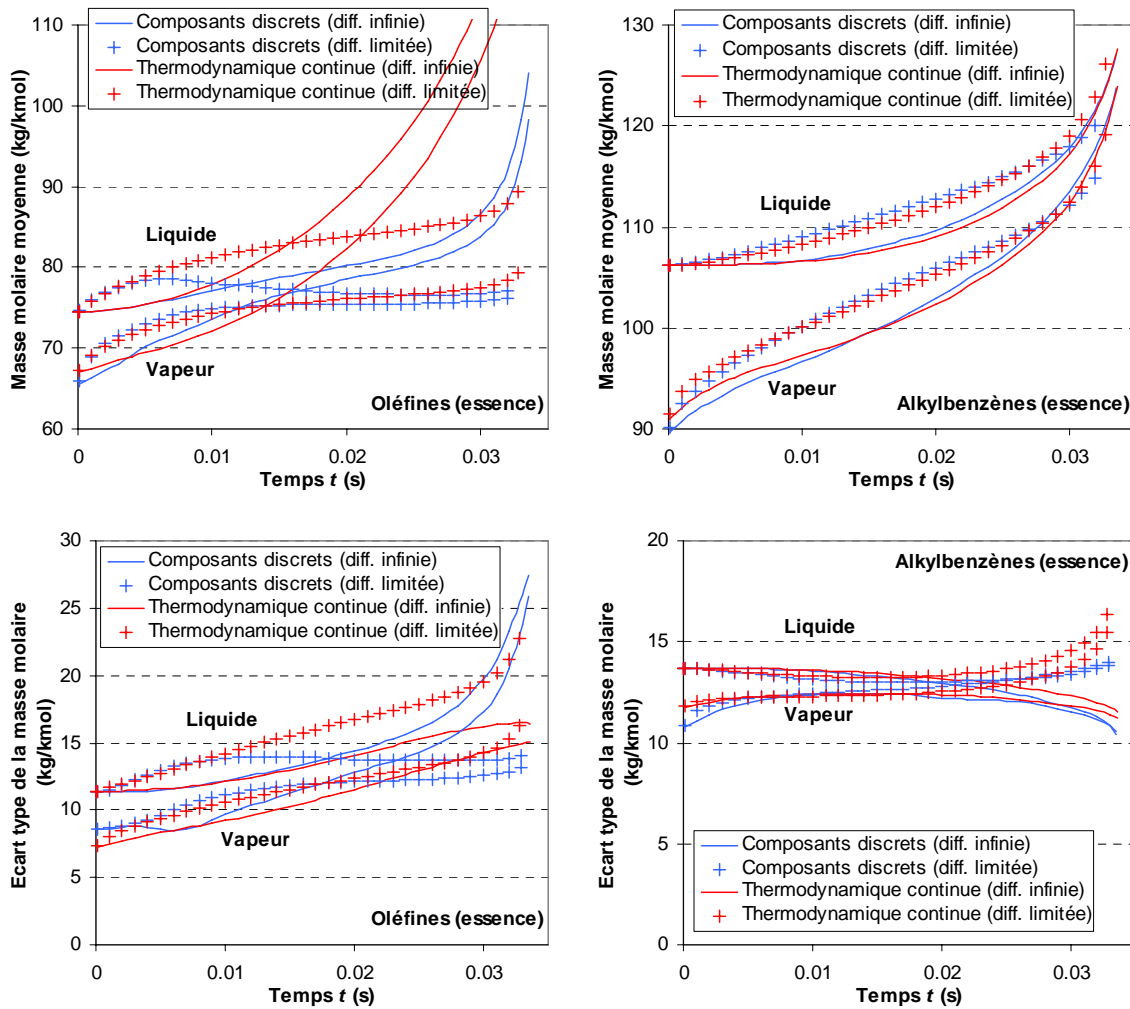 Masse molaire moyenne (kg/kmol)
110
100
90
80
70
60
Composants discrets (diff. infinie)
Composants discrets (diff. limitée)
Thermodynamique continue (diff. infinie)
Thermodynamique continue (diff. limitée)
Liquide
Vapeur
Oléfines (essence)
0
0.01
0.02
0.03
Temps t (s)
Masse molaire moyenne (kg/kmol)
140
130
120
110
100
90
Composants discrets (diff. infinie)
Composants discrets (diff. limitée)
Thermodynamique continue (diff. infinie)
Thermodynamique continue (diff. limitée)
Liquide
Vapeur
Alkylbenzènes (essence)
0
0.01
0.02
0.03
Temps t (s)
Ecart type de la masse molaire
(kg/kmol)
30
25
20
15
10
5
0
Composants discrets (diff. infinie)
Composants discrets (diff. limitée)
Thermodynamique continue (diff. infinie)
Thermodynamique continue (diff. limitée)
Liquide
Vapeur
Oléfines (essence)
0
0.01
0.02
0.03
Temps t (s)
Ecart type de la masse molaire
(kg/kmol)
20
15
10
5
0
Alkylbenzènes (essence)
Liquide
Vapeur
Composants discrets (diff. infinie)
Composants discrets (diff. limitée)
Thermodynamique continue (diff. infinie)
Thermodynamique continue (diff. limitée)
0
0.01
0.02
0.03
Temps t (s)